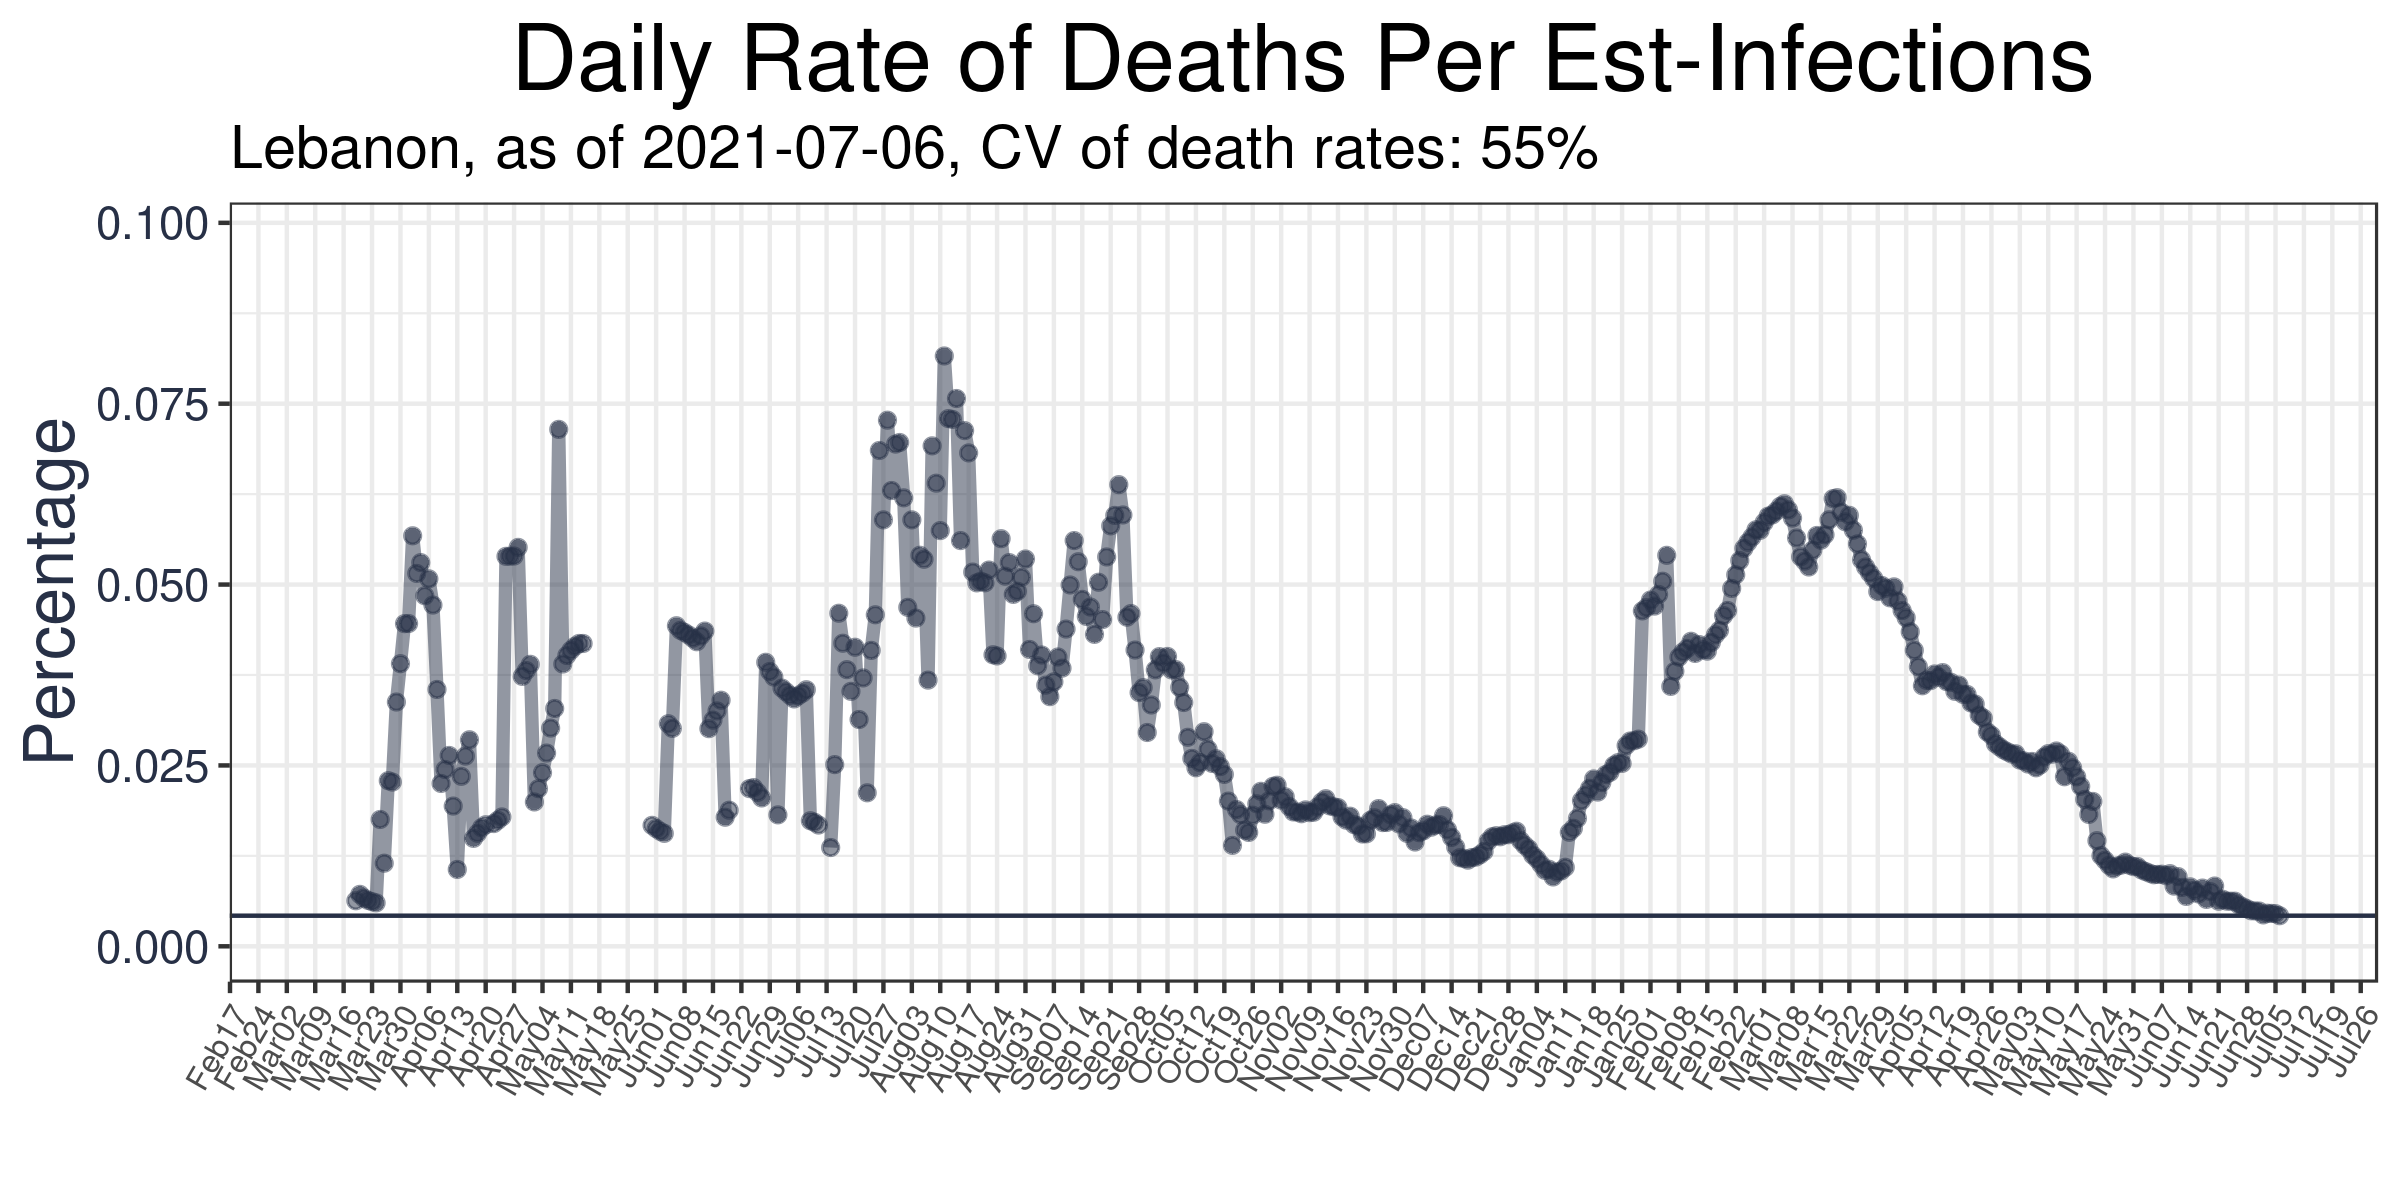 Daily Rate of Deaths Per Est-Infections
Lebanon, as of 2021-07-06, CV of death rates: 55%
Percentage
0.100
0.075
0.050
0.025
0.000
Feb17
Feb24
Mar02
Mar09
Mar16
Mar23
Mar30
Apr06
Apr13
Apr20
Apr27
May04
May11
May18
May25
Jun01
Jun08
Jun15
Jun22
Jun29
Jul06
Jul13
Jul20
Jul27
Aug03
Aug10
Aug17
Aug24
Aug31
Sep07
Sep14
Sep21
Sep28
Oct05
Oct12
Oct19
Oct26
Nov02
Nov09
Nov16
Nov23
Nov30
Dec07
Dec14
Dec21
Dec28
Jan04
Jan11
Jan18
Jan25
Feb01
Feb08
Feb15
Feb22
Mar01
Mar08
Mar15
Mar22
Mar29
Apr05
Apr12
Apr19
Apr26
May03
May10
May17
May24
May31
Jun07
Jun14
Jun21
Jun28
Jul05
Jul12
Jul19
Jul26